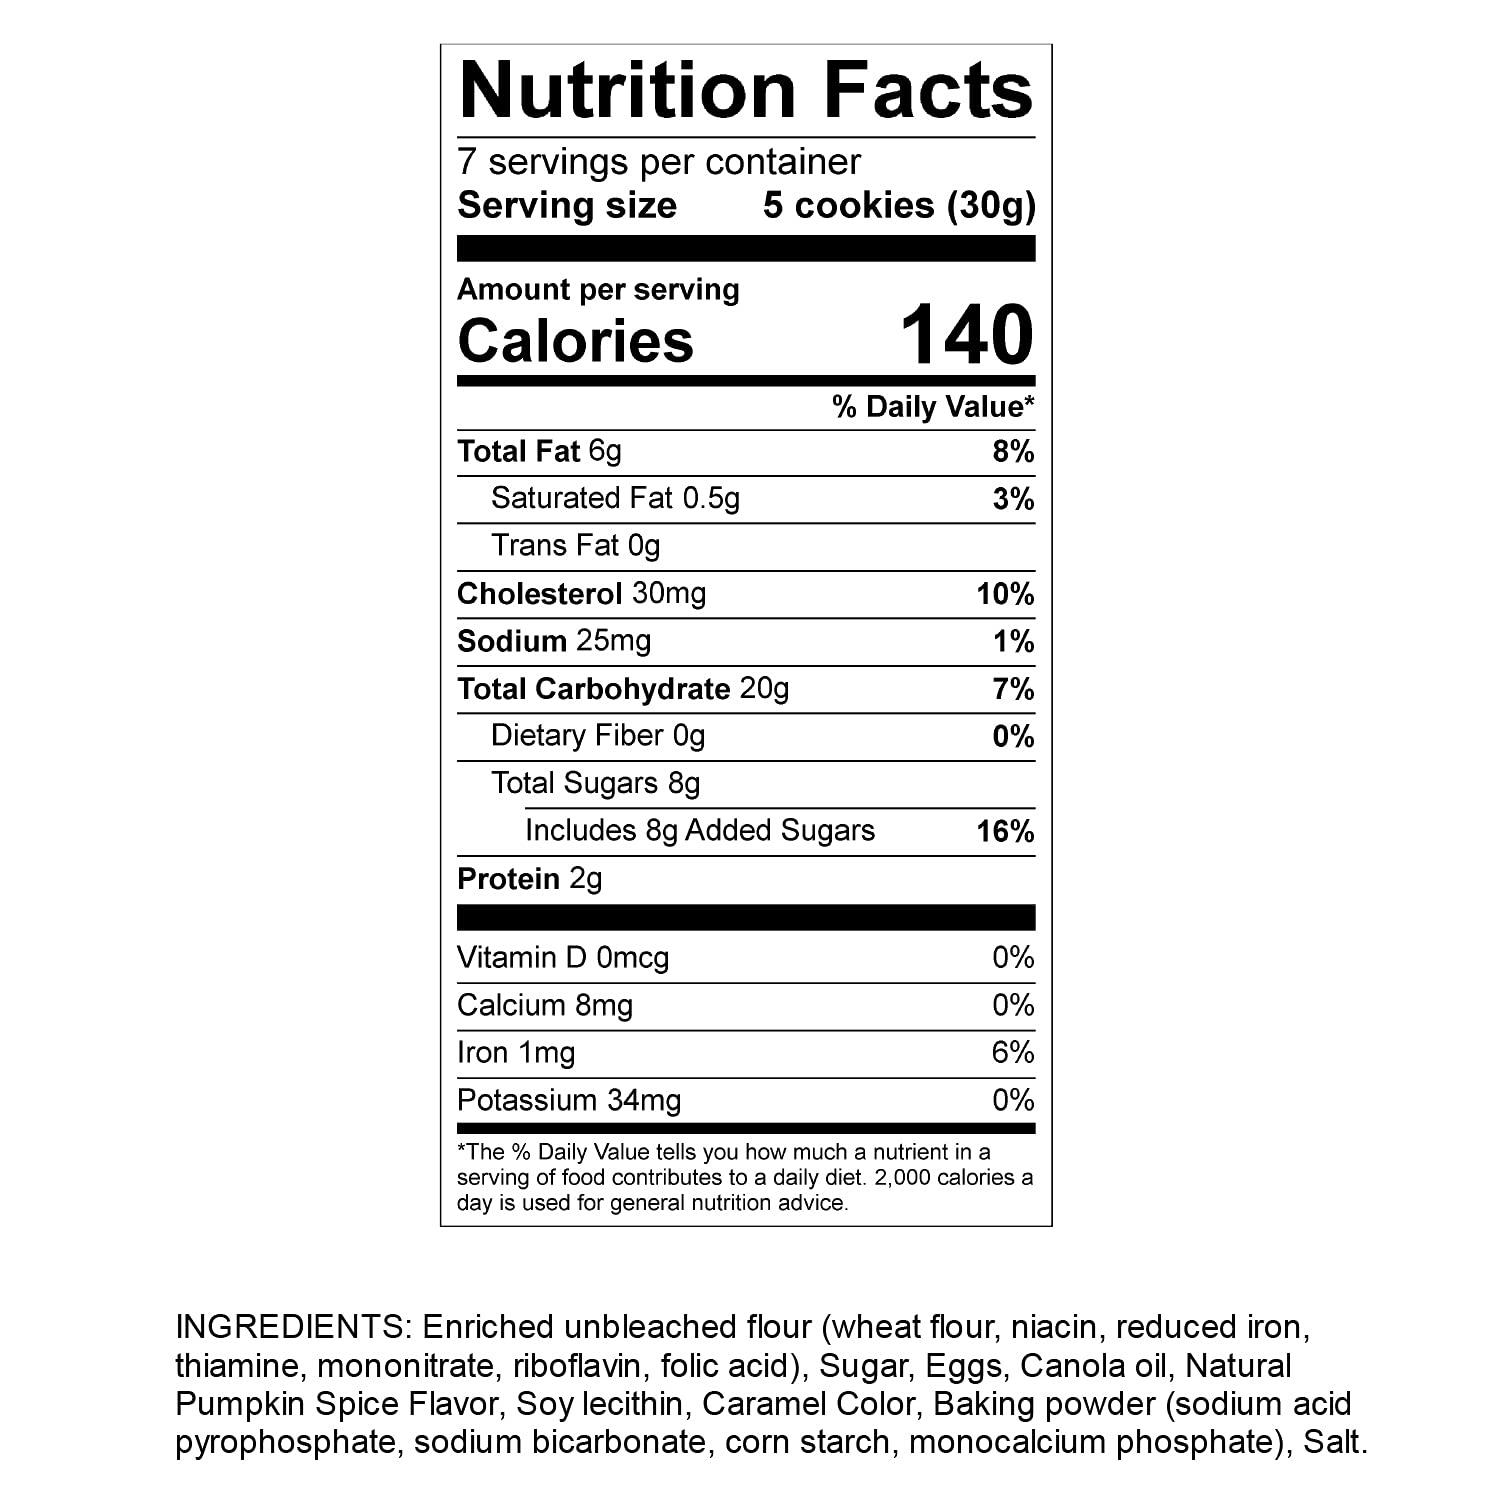 Nutrition Facts
7 servings per container
Serving size 5 cookies (30g)
Amount per serving
Calories 140
% Daily Value*
Total Fat 6g 8%
Saturated Fat 0.5g 3%
Trans Fat 0g
Cholesterol 30mg 10%
Sodium 25mg 1%
Total Carbohydrate 20g 7%
Dietary Fiber 0g 0%
Total Sugars 8g
Includes 8g Added Sugars 16%
Protein 2g
Vitamin D 0mcg 0%
Calcium 8mg 0%
Iron 1mg 6%
Potassium 34mg 0%
*The % Daily Value tells you how much a nutrient in a
serving of food contributes to a daily diet. 2,000 calories a
day is used for general nutrition advice.
INGREDIENTS: Enriched unbleached flour (wheat flour, niacin, reduced iron,
thiamine, mononitrate, riboflavin, folic acid), Sugar, Eggs, Canola oil, Natural
Pumpkin Spice Flavor, Soy lecithin, Caramel Color, Baking powder (sodium acid
pyrophosphate, sodium bicarbonate, corn starch, monocalcium phosphate), Salt.